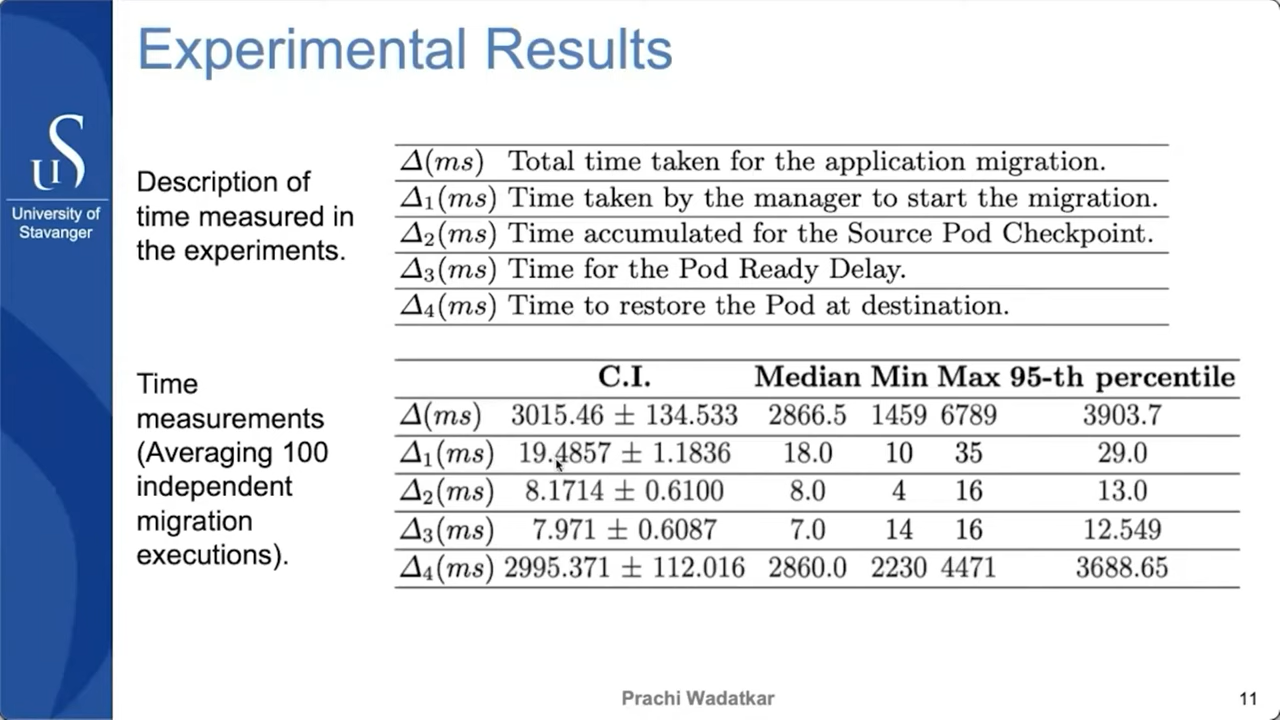 Experimental Results
US
University of
Stavanger
Description of
time measured in
the experiments.
Δ(ms) Total time taken for the application migration.
Δ₁(ms) Time taken by the manager to start the migration.
Δ₂(ms) Time accumulated for the Source Pod Checkpoint.
Δ₃(ms) Time for the Pod Ready Delay.
Δ₄(ms) Time to restore the Pod at destination.
Time
measurements
(Averaging 100
independent
migration
executions).
C.I. Median Min Max 95-th percentile
Δ(ms) 3015.46 ± 134.533 2866.5 1459 6789 3903.7
Δ₁(ms) 19.4857 ± 1.1836 18.0 10 35 29.0
Δ₂(ms) 8.1714 ± 0.6100 8.0 4 16 13.0
Δ₃(ms) 7.971 ± 0.6087 7.0 14 16 12.549
Δ₄(ms) 2995.371 ± 112.016 2860.0 2230 4471 3688.65
Prachi Wadatkar
11